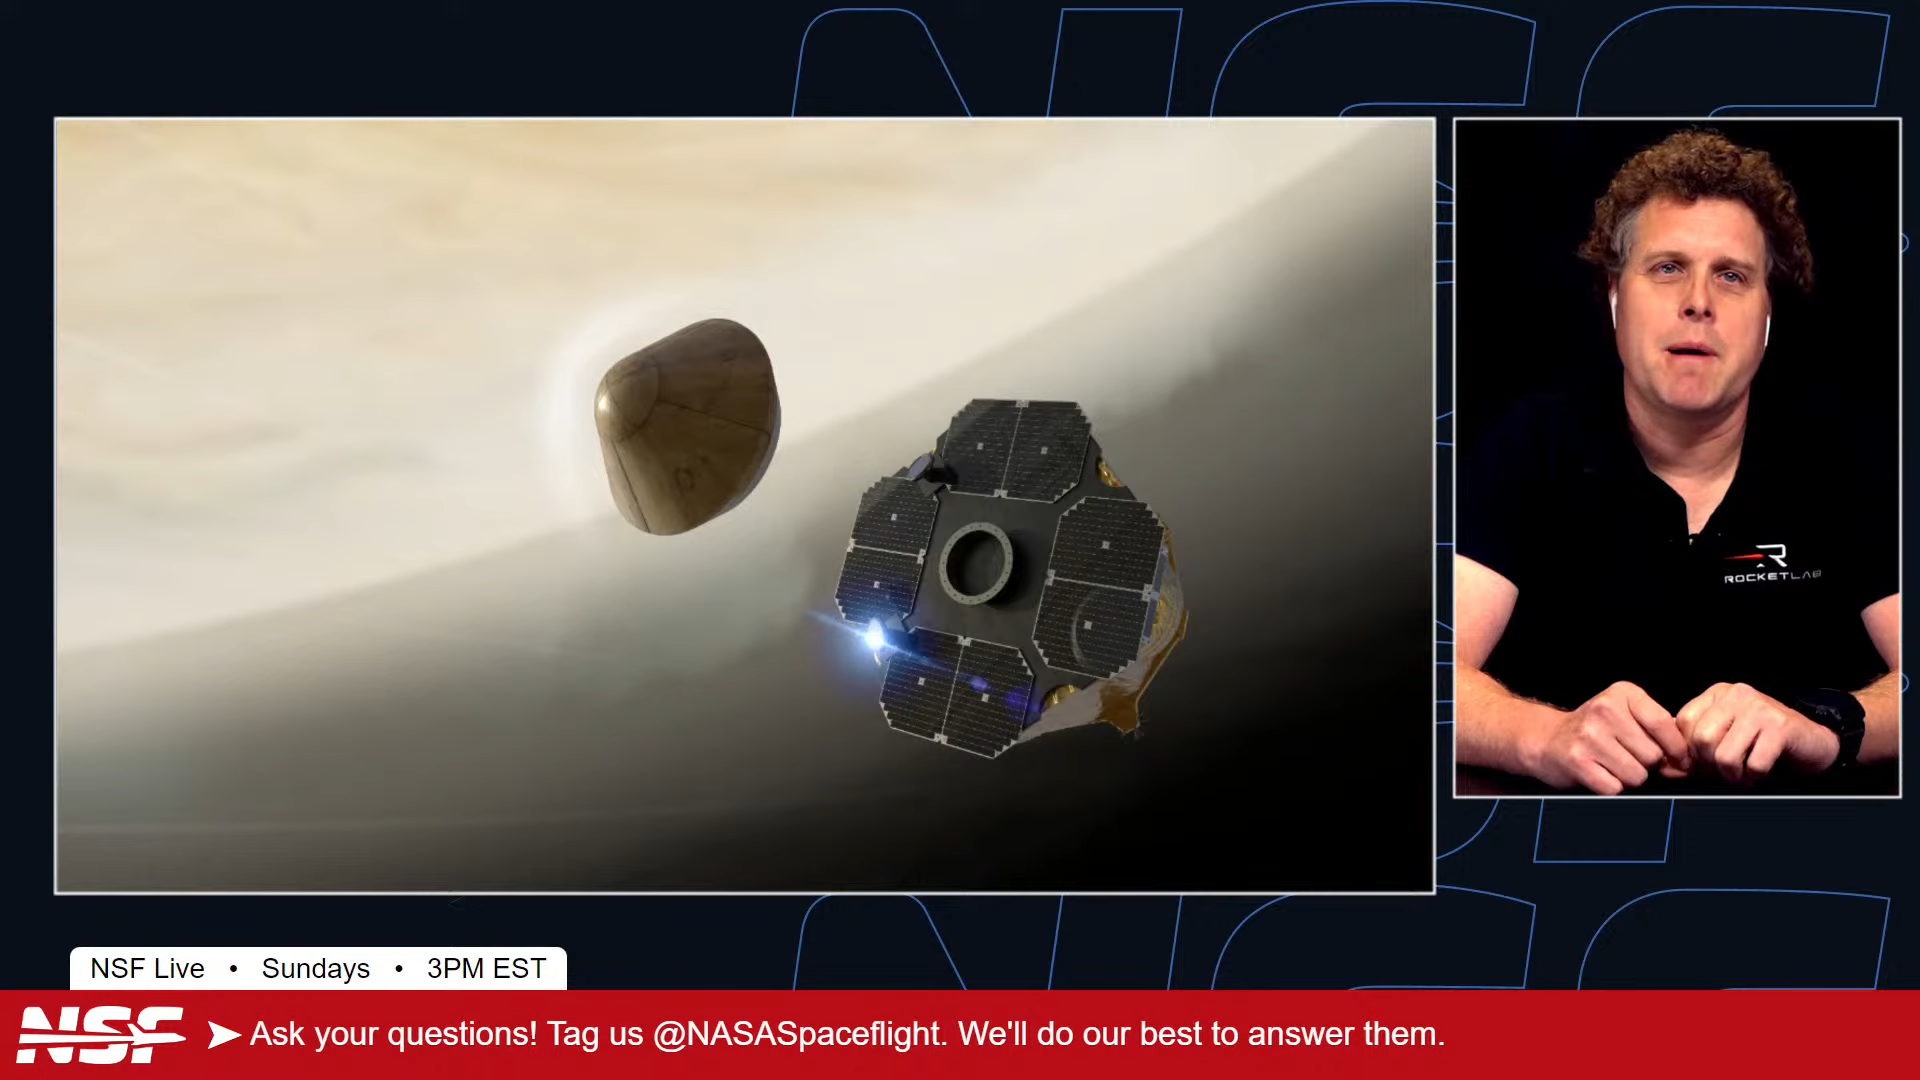 ROCKETLAB
NSF Live • Sundays • 3PM EST
NSF
Ask your questions! Tag us @NASASpaceflight. We'll do our best to answer them.